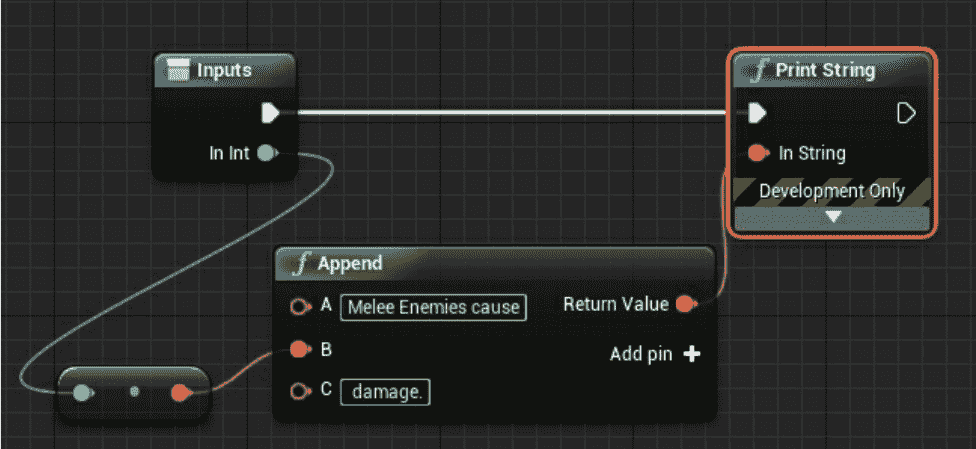 Inputs
In Int
f Print String
In String
Development Only
f Append
A Melee Enemies cause
Return Value
B
Add pin
C damage.